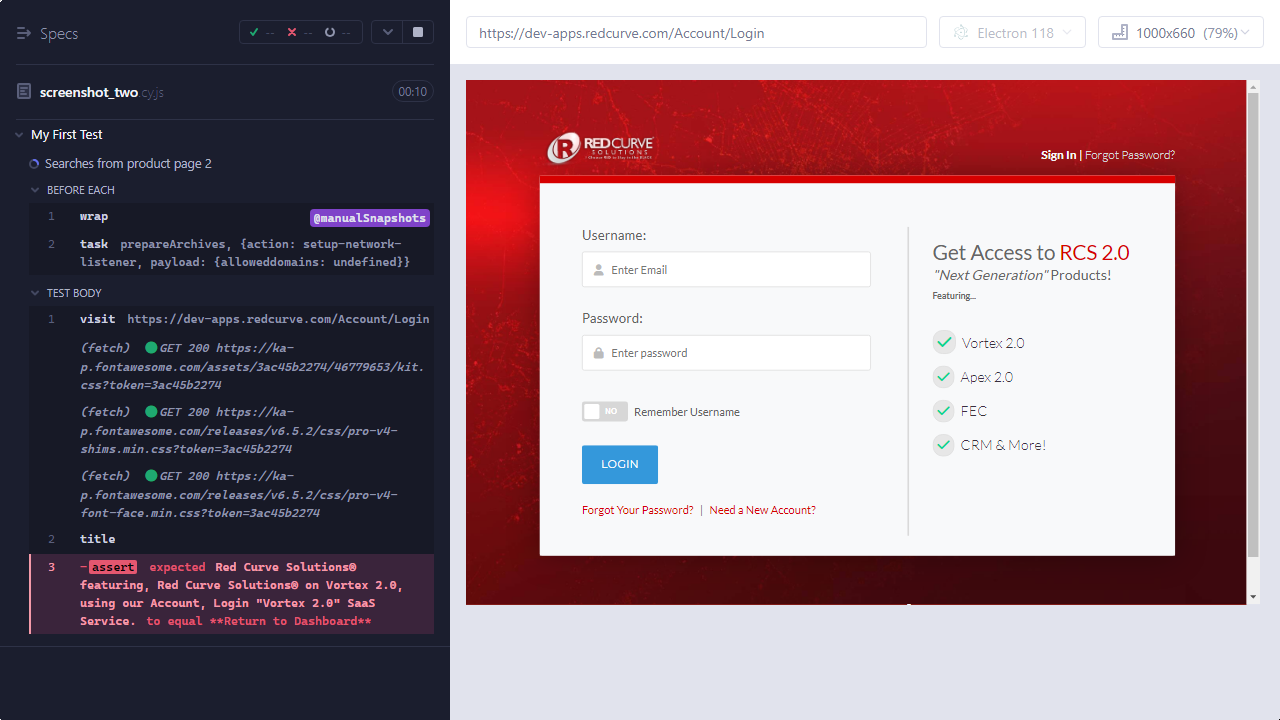 Specs
--
--
--
screenshot_two.cy.js
00:10
My First Test
Searches from product page 2
BEFORE EACH
1 wrap @manualSnapshots
2 task prepareArchives, {action: setup-network-
listener, payload: {alloweddomains: undefined}}
TEST BODY
1 visit https://dev-apps.redcurve.com/Account/Login
(fetch) GET 200 https://ka-
p.fontawesome.com/assets/3ac45b2274/46779653/kit.
css?token=3ac45b2274
(fetch) GET 200 https://ka-
p.fontawesome.com/releases/v6.5.2/css/pro-v4-
shims.min.css?token=3ac45b2274
(fetch) GET 200 https://ka-
p.fontawesome.com/releases/v6.5.2/css/pro-v4-
font-face.min.css?token=3ac45b2274
2 title
3 -assert expected Red Curve Solutions®
featuring, Red Curve Solutions® on Vortex 2.0,
using our Account, Login "Vortex 2.0" SaaS
Service. to equal **Return to Dashboard**
https://dev-apps.redcurve.com/Account/Login
Electron 118
1000x660 (79%)
R RED CURVE
SOLUTIONS
Sign In | Forgot Password?
Username:
Enter Email
Password:
Enter password
NO Remember Username
LOGIN
Forgot Your Password? | Need a New Account?
Get Access to RCS 2.0
"Next Generation" Products!
Featuring...
Vortex 2.0
Apex 2.0
FEC
CRM & More!